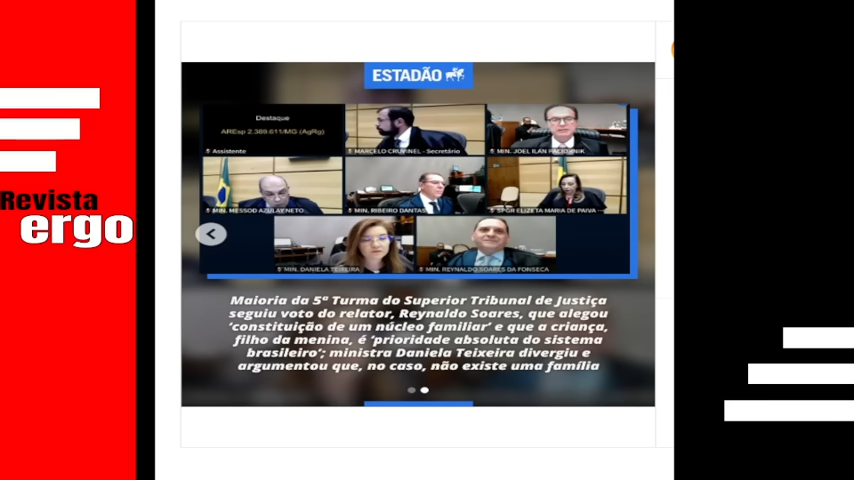 Revista
ergo
ESTADÃO
Destaque
AREsp 2.389.611/MG (AgRg)
Assistente
MARCELO CRUVINEL - Secretário
MIN. JOEL ILAN PACIORNIK
MIN. MESSOD AZULAY NETO
MIN. RIBEIRO DANTAS
SPGR ELIZETA MARIA DE PAIVA
MIN. DANIELA TEIXEIRA
MIN. REYNALDO SOARES DA FONSECA
Maioria da 5ª Turma do Superior Tribunal de Justiça
seguiu voto do relator, Reynaldo Soares, que alegou
‘constituição de um núcleo familiar’ e que a criança,
filho da menina, é ‘prioridade absoluta do sistema
brasileiro’; ministra Daniela Teixeira divergiu e
argumentou que, no caso, não existe uma família